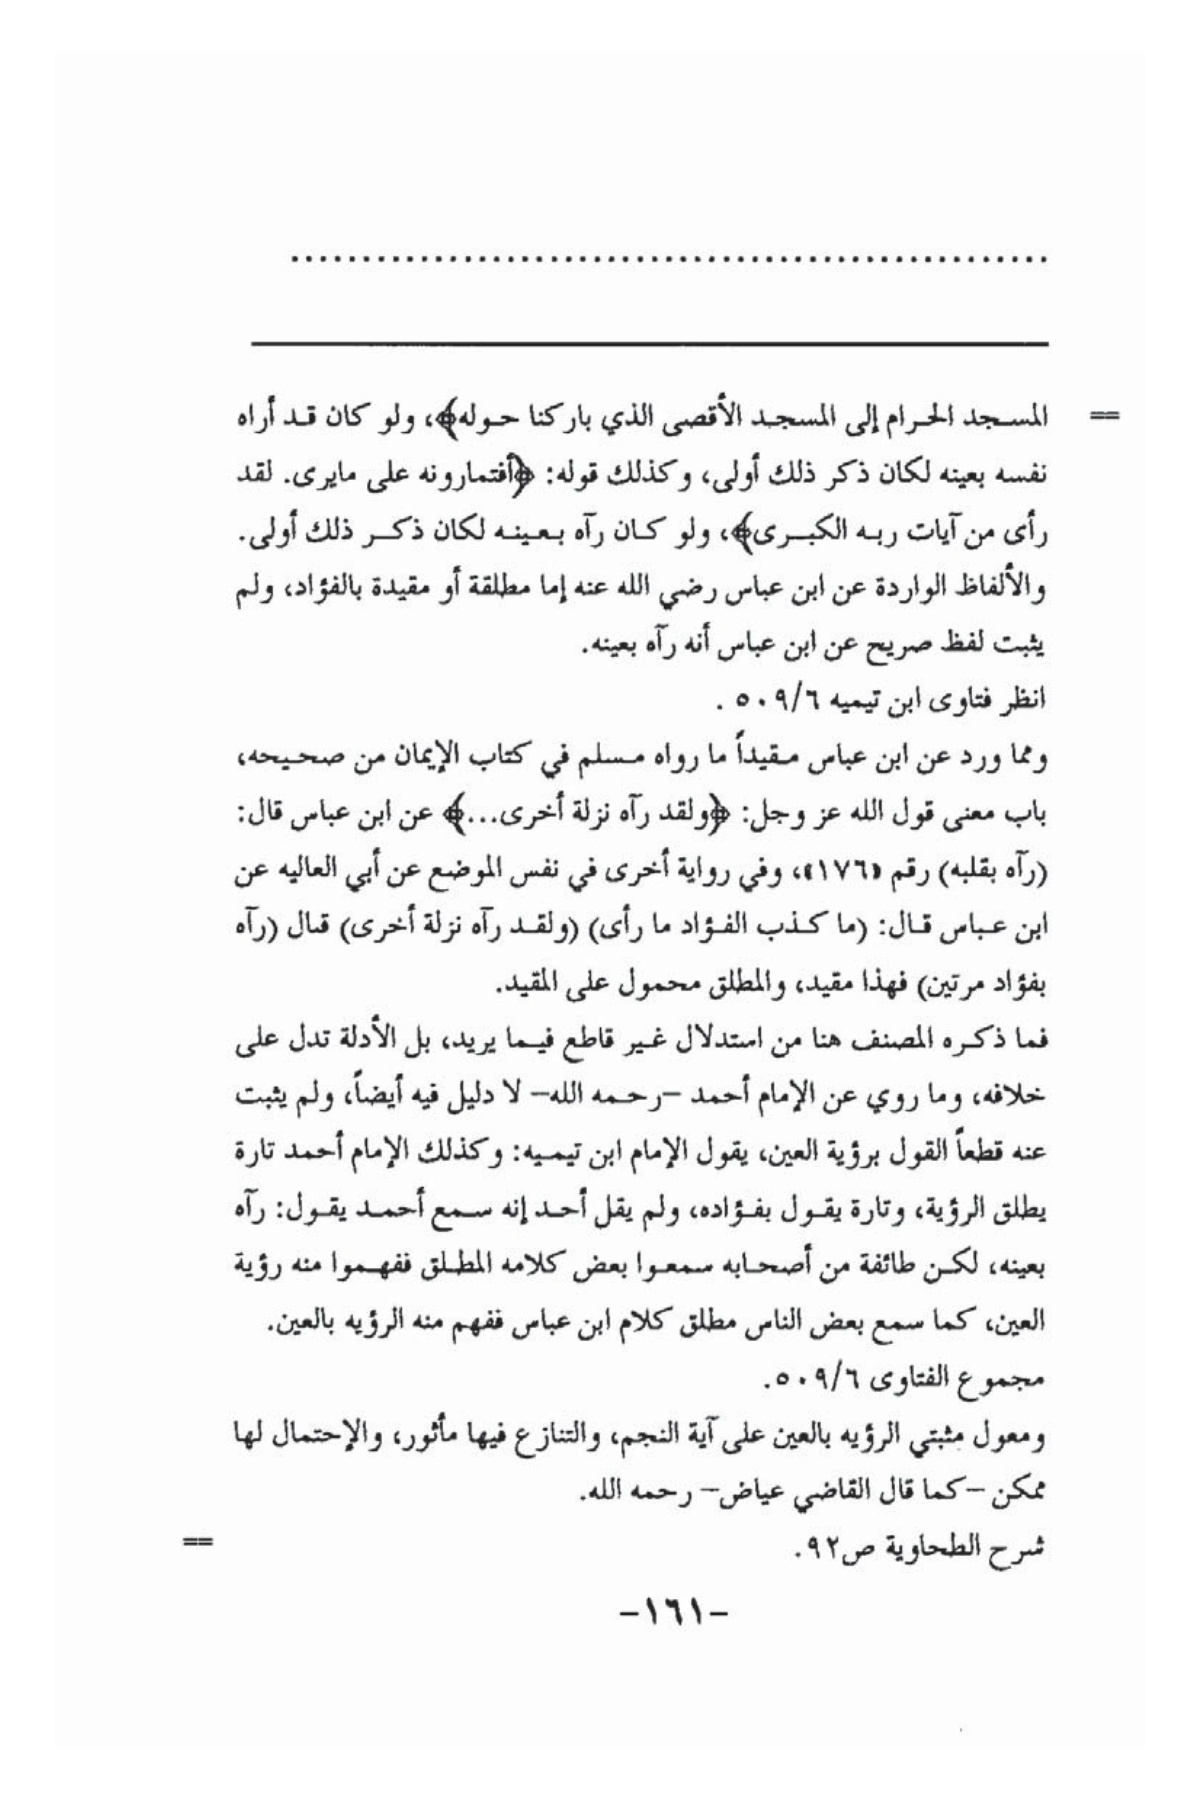 .....................................................
== المسجد الحرام إلى المسجد الأقصى الذي باركنا حوله﴾، ولو كان قد أراه
نفسه بعينه لكان ذكر ذلك أولى، وكذلك قوله: ﴿أفتمارونه على مايرى. لقد
رأى من آيات ربه الكبرى﴾، ولو كان رآه بعينه لكان ذكر ذلك أولى.
والألفاظ الواردة عن ابن عباس رضي الله عنه إما مطلقة أو مقيدة بالفؤاد، ولم
يثبت لفظ صريح عن ابن عباس أنه رآه بعينه.
انظر فتاوى ابن تيميه ٥٠٩/٦ .
ومما ورد عن ابن عباس مقيداً ما رواه مسلم في كتاب الإيمان من صحيحه،
باب معنى قول الله عز وجل: ﴿ولقد رآه نزلة أخرى...﴾ عن ابن عباس قال:
(رآه بقلبه) رقم «١٧٦»، وفي رواية أخرى في نفس الموضع عن أبي العاليه عن
ابن عباس قال: (ما كذب الفؤاد ما رأى) (ولقد رآه نزلة أخرى) قال (رآه
بفؤاد مرتين) فهذا مقيد، والمطلق محمول على المقيد.
فما ذكره المصنف هنا من استدلال غير قاطع فيما يريد، بل الأدلة تدل على
خلافه، وما روي عن الإمام أحمد -رحمه الله- لا دليل فيه أيضاً، ولم يثبت
عنه قطعاً القول برؤية العين، يقول الإمام ابن تيميه: وكذلك الإمام أحمد تارة
يطلق الرؤية، وتارة يقول بفؤاده، ولم يقل أحد إنه سمع أحمد يقول: رآه
بعينه، لكن طائفة من أصحابه سمعوا بعض كلامه المطلق ففهموا منه رؤية
العين، كما سمع بعض الناس مطلق كلام ابن عباس ففهم منه الرؤيه بالعين.
مجموع الفتاوى ٥٠٩/٦.
ومعول مثبتي الرؤيه بالعين على آية النجم، والتنازع فيها مأثور، والإحتمال لها
ممكن -كما قال القاضي عياض- رحمه الله.
شرح الطحاوية ص٩٢. ==
-١٦١-